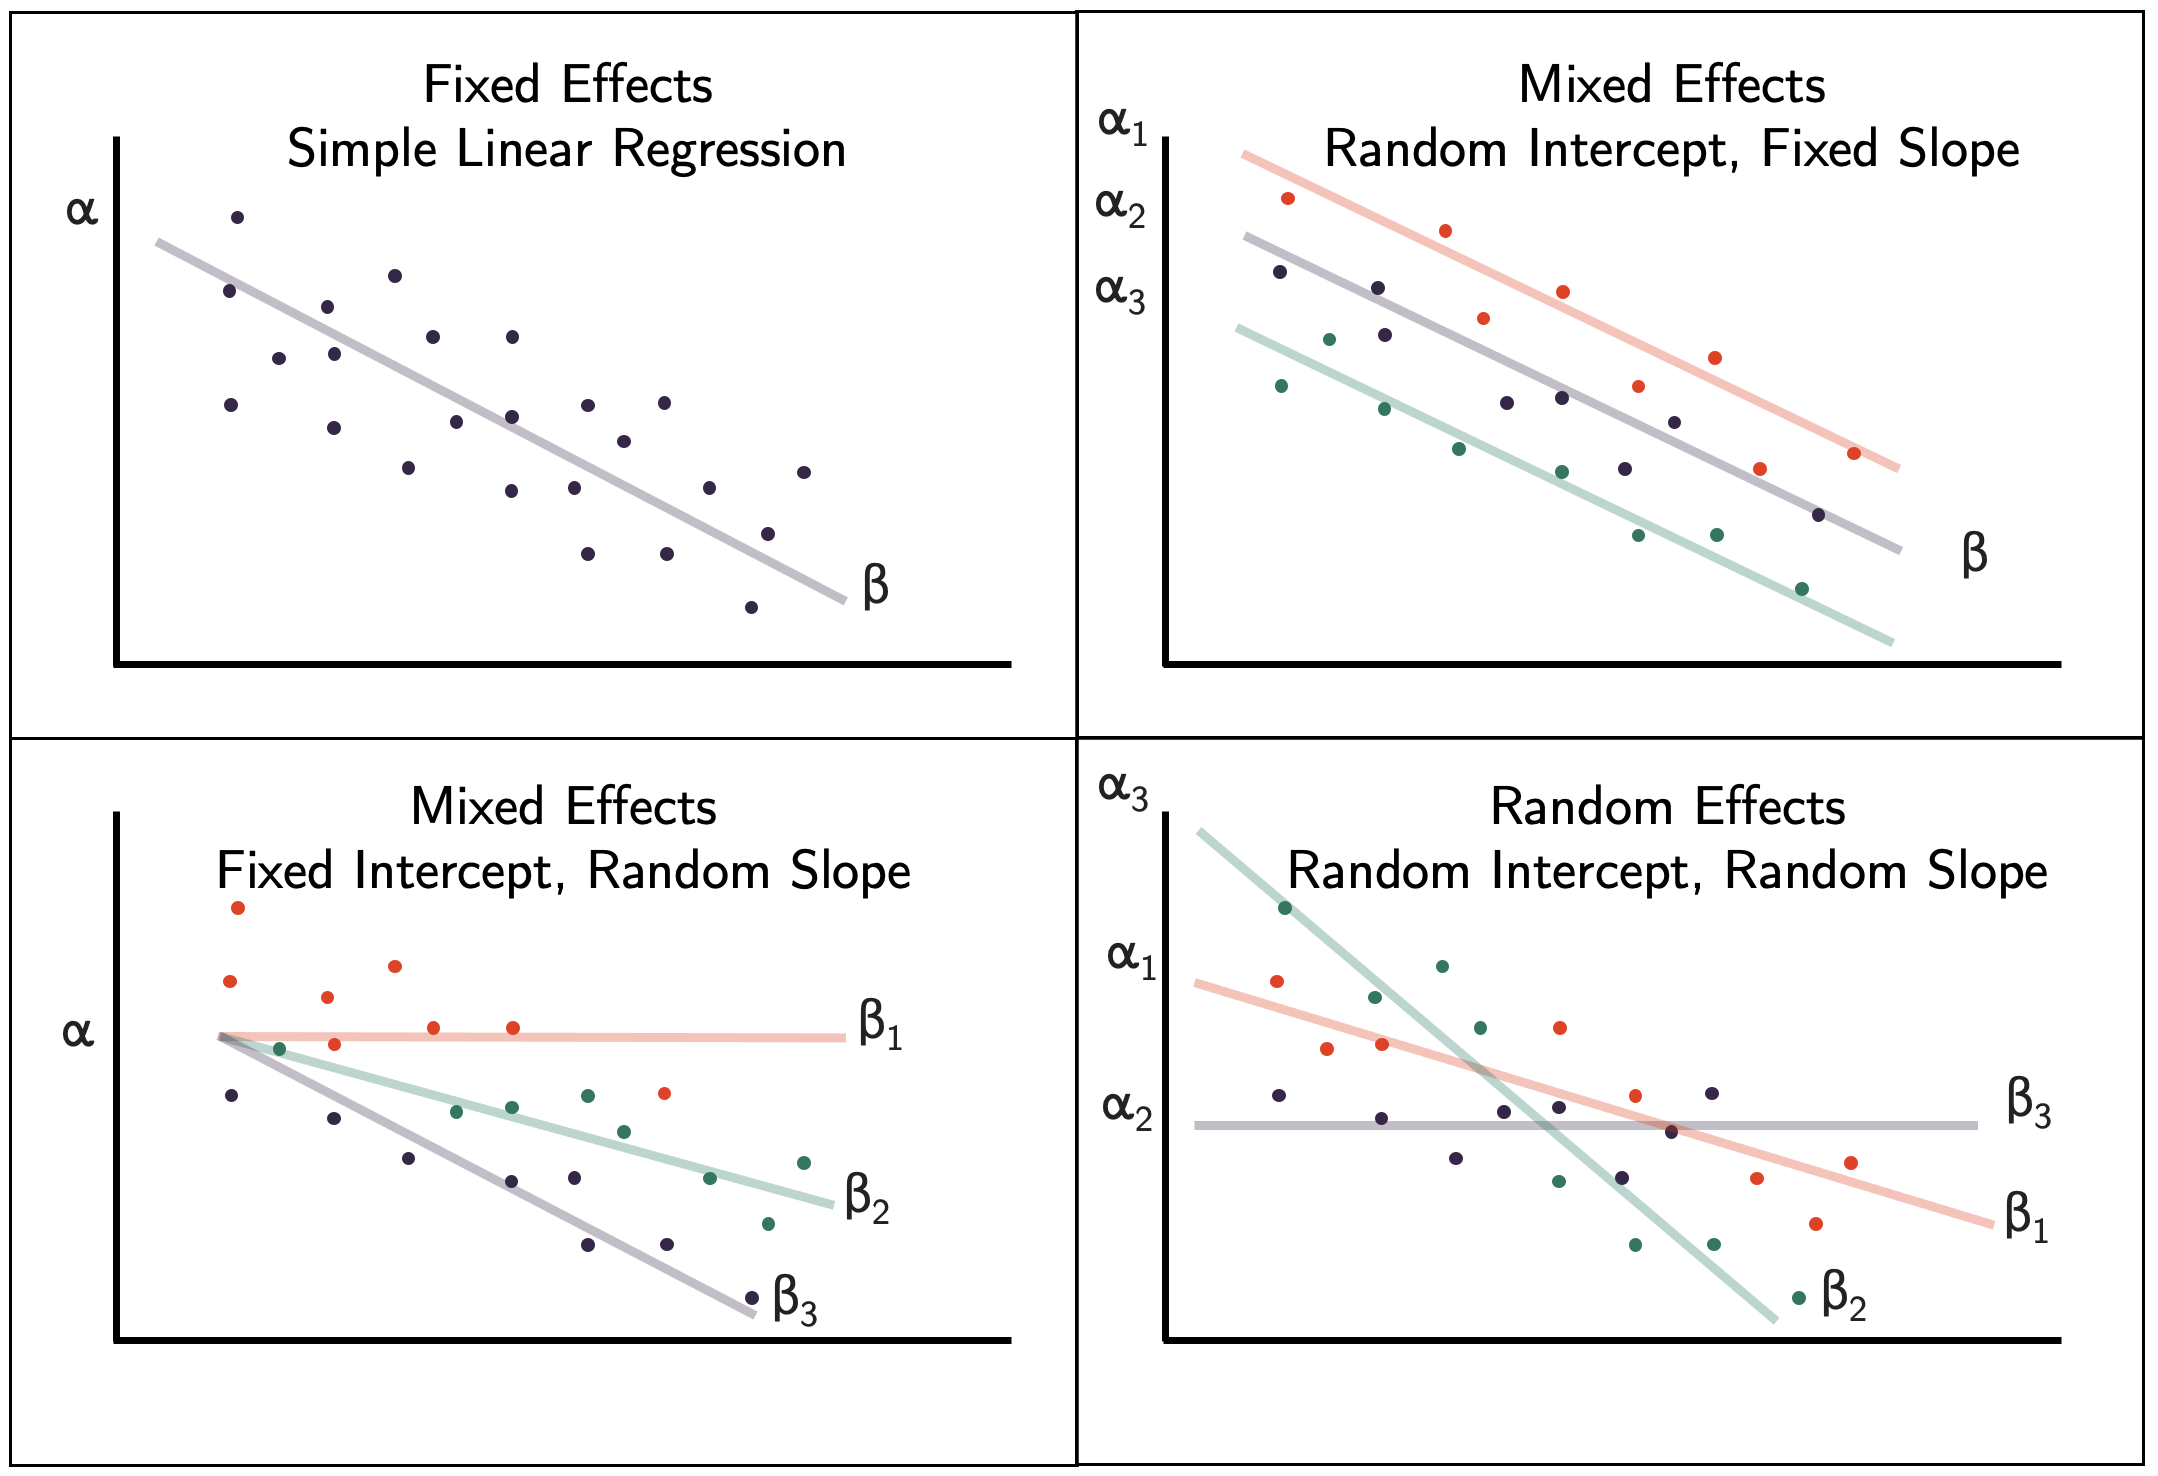 Fixed Effects
Simple Linear Regression
α
β
Mixed Effects
Random Intercept, Fixed Slope
α₁
α₂
α₃
β
Mixed Effects
Fixed Intercept, Random Slope
α
β₁
β₂
β₃
Random Effects
Random Intercept, Random Slope
α₃
α₁
α₂
β₃
β₁
β₂